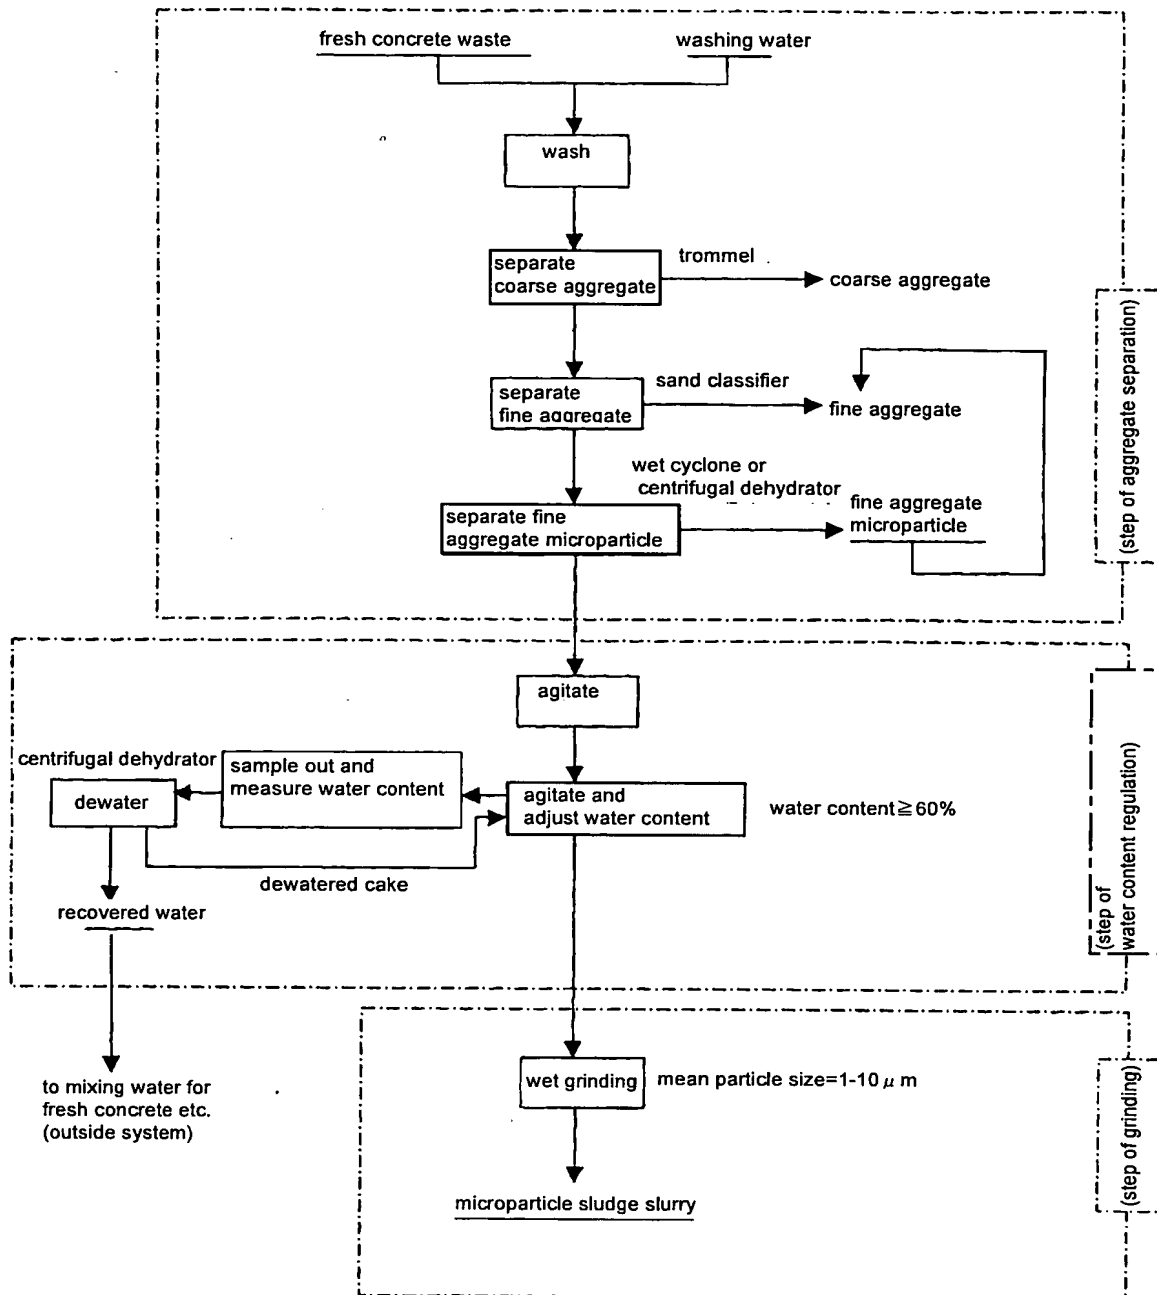 fresh concrete waste
washing water
wash
separate
coarse aggregate
trommel
coarse aggregate
separate
fine aggregate
sand classifier
fine aggregate
wet cyclone or
centrifugal dehydrator
separate fine
aggregate microparticle
fine aggregate
microparticle
(step of aggregate separation)
agitate
centrifugal dehydrator
dewater
sample out and
measure water content
agitate and
adjust water content
water content≧60%
dewatered cake
recovered water
(step of
water content regulation)
to mixing water for
fresh concrete etc.
(outside system)
wet grinding
mean particle size=1-10 μ m
microparticle sludge slurry
(step of grinding)